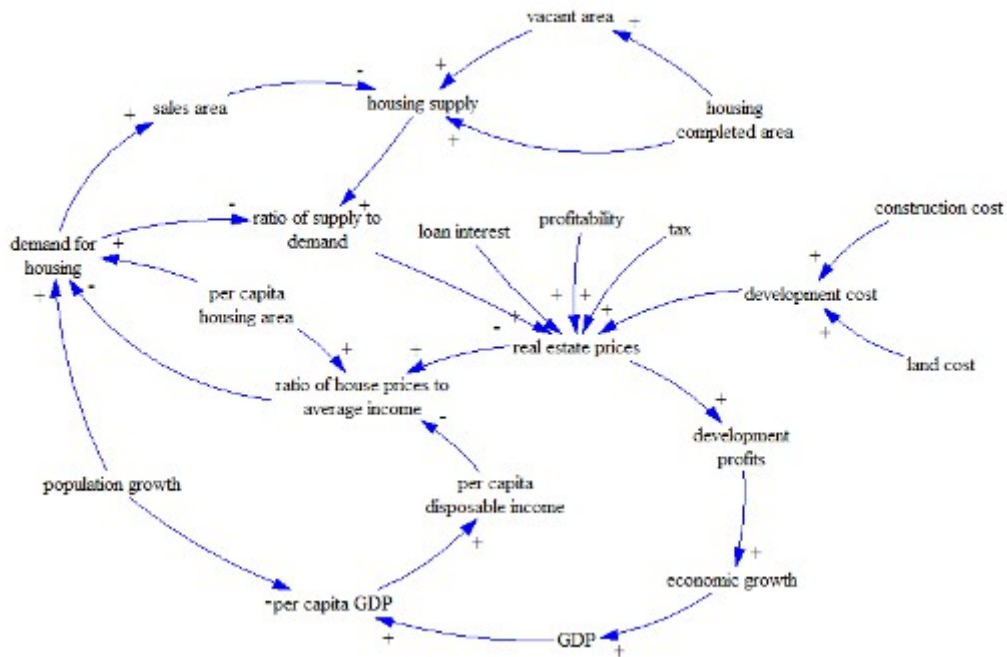 vacant area
+
+
-
+
sales area
housing supply
housing
completed area
+
+
-
ratio of supply to
demand
+
loan interest
profitability
tax
construction cost
demand for
housing
+
-
+
per capita
housing area
+
development cost
+
+
+
+
+
-
real estate prices
+
land cost
+
ratio of house prices to
average income
-
+
development
profits
population growth
per capita
disposable income
+
+
economic growth
-per capita GDP
+
GDP
+